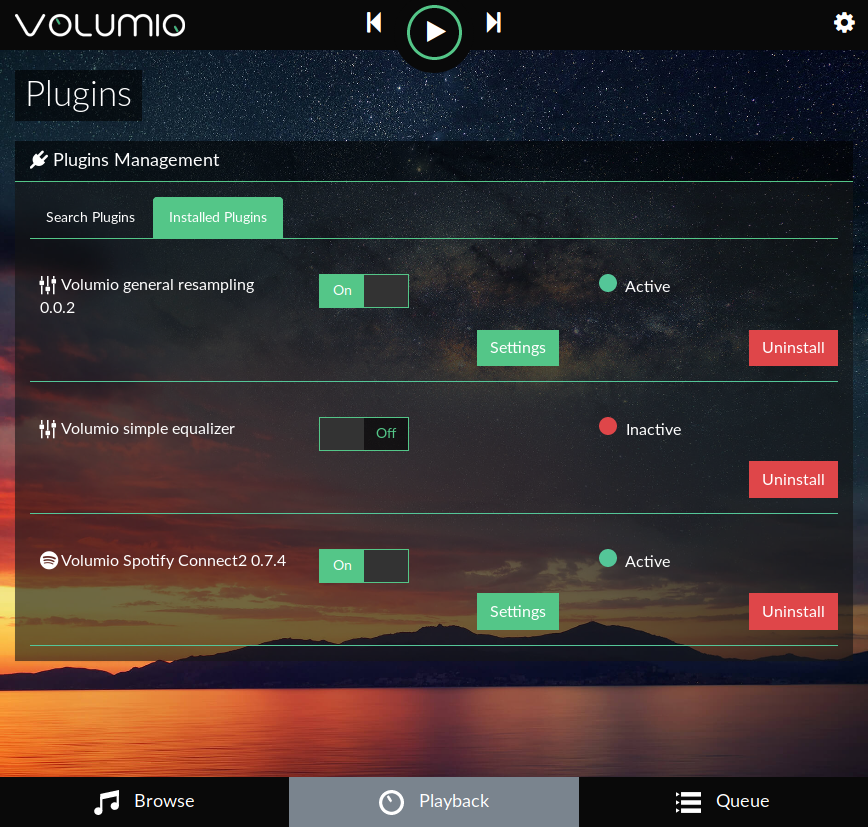 VOLUMIO
Plugins
Plugins Management
Search Plugins
Installed Plugins
Volumio general resampling
0.0.2
On
Active
Settings
Uninstall
Volumio simple equalizer
Off
Inactive
Uninstall
Volumio Spotify Connect2 0.7.4
On
Active
Settings
Uninstall
Browse
Playback
Queue